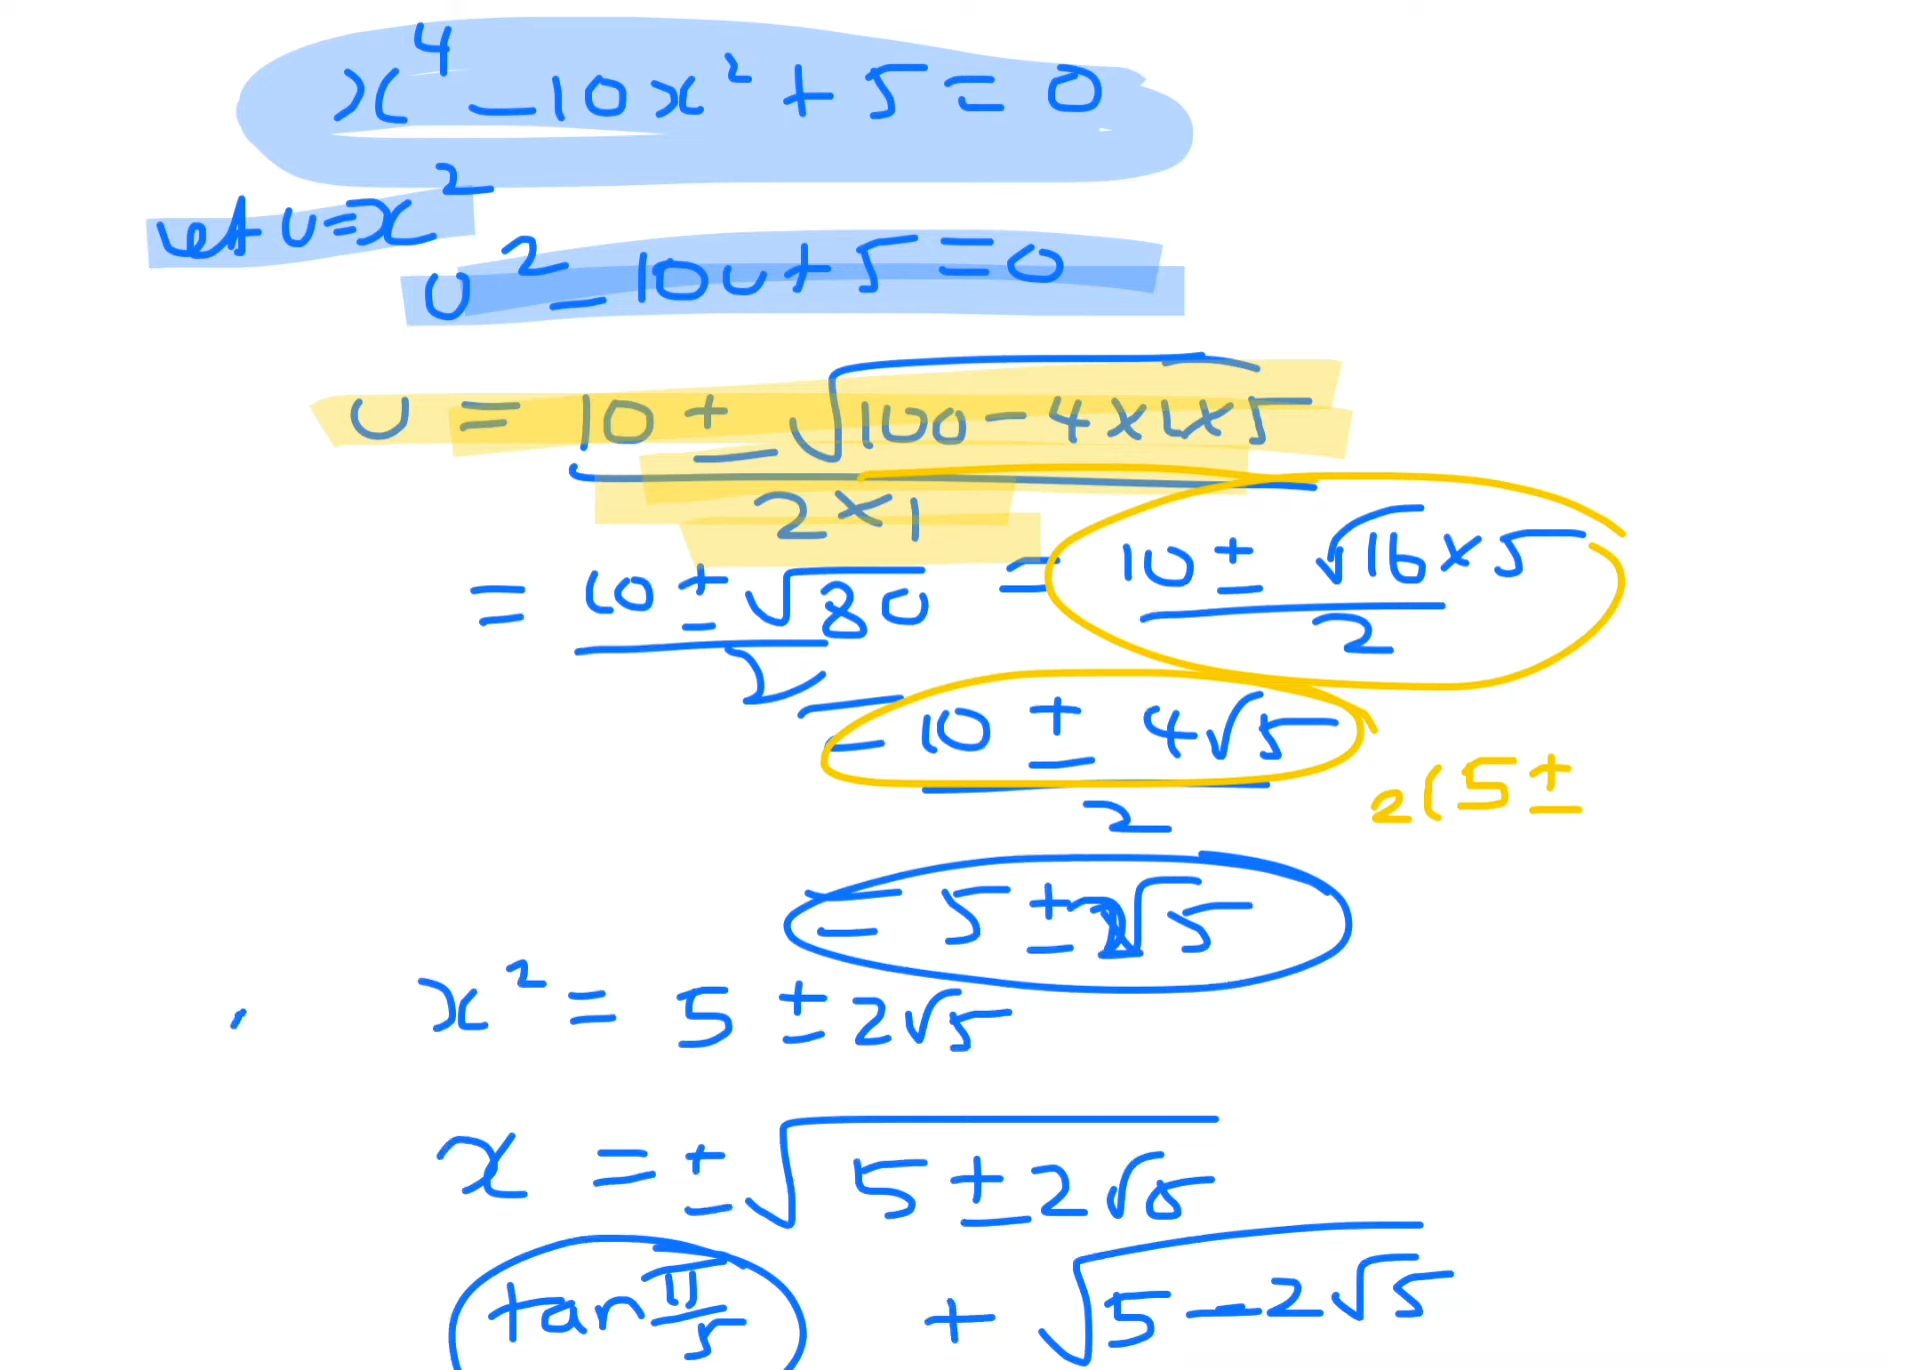 x⁴ - 10x² + 5 = 0
let u = x²
u² - 10u + 5 = 0
u = (10 ± √(100 - 4×1×5)) / (2×1)
= (10 ± √80) / 2 = (10 ± √16×5) / 2
= (10 ± 4√5) / 2
2(5 ±
= 5 ± 2√5
x² = 5 ± 2√5
x = ±√(5 ± 2√5)
tan π/5 + √(5 - 2√5)